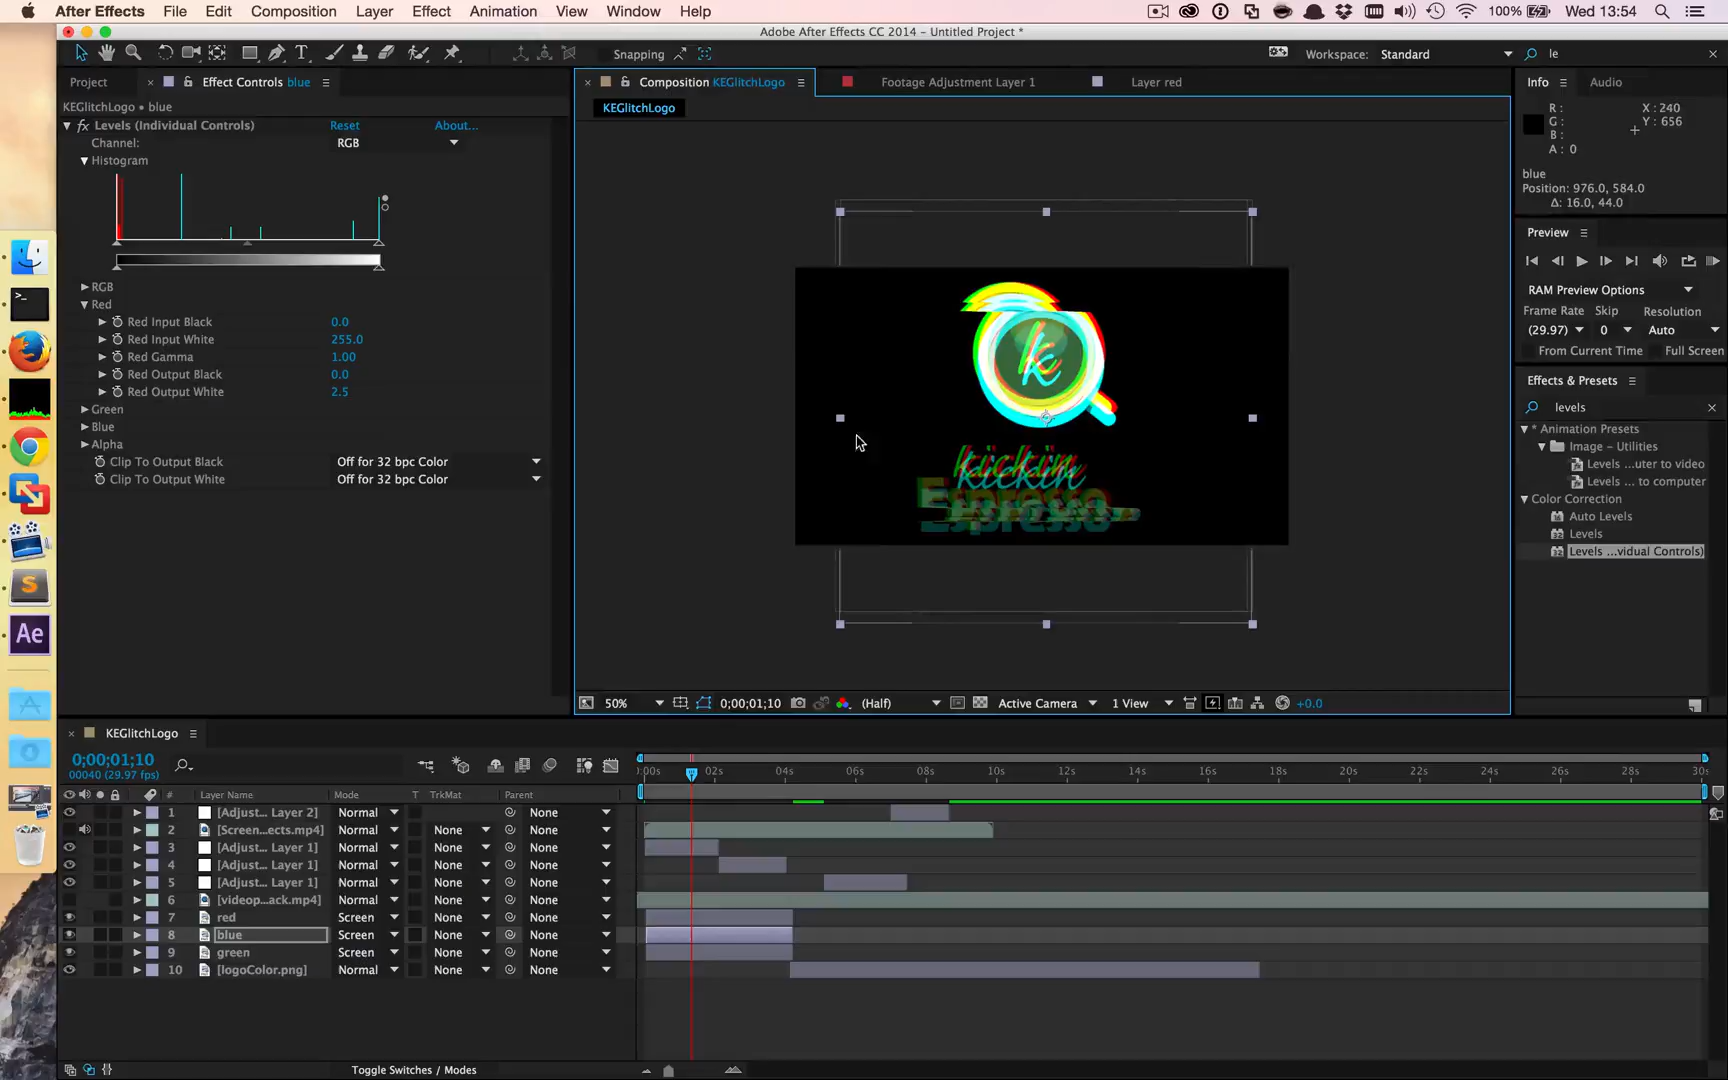 After Effects File Edit Composition Layer Effect Animation View Window Help 100% Wed 13:54
Adobe After Effects CC 2014 - Untitled Project *
Snapping Workspace: Standard le
Project Effect Controls blue Composition KEGlitchLogo Footage Adjustment Layer 1 Layer red Info Audio
KEGlitchLogo • blue
KEGlitchLogo
R: G: B: A: 0
X: 240
Y: 656
blue
Position: 976.0, 584.0
Δ: 16.0, 44.0
fx Levels (Individual Controls) Reset About...
Channel: RGB
Histogram
RGB
Red
Red Input Black 0.0
Red Input White 255.0
Red Gamma 1.00
Red Output Black 0.0
Red Output White 2.5
Green
Blue
Alpha
Clip To Output Black Off for 32 bpc Color
Clip To Output White Off for 32 bpc Color
k
kickin
Espresso
Preview
RAM Preview Options
Frame Rate Skip Resolution
(29.97) 0 Auto
From Current Time Full Screen
Effects & Presets
levels
* Animation Presets
Image – Utilities
Levels ...uter to video
Levels ... to computer
Color Correction
Auto Levels
Levels
Levels ...vidual Controls)
Ae
50% 0;00;01;10 (Half) Active Camera 1 View +0.0
KEGlitchLogo
0;00;01;10
00040 (29.97 fps)
:00s 02s 04s 06s 08s 10s 12s 14s 16s 18s 20s 22s 24s 26s 28s 30s
# Layer Name Mode T TrkMat Parent
1 [Adjust... Layer 2] Normal None
2 [Screen...ects.mp4] Normal None None
3 [Adjust... Layer 1] Normal None None
4 [Adjust... Layer 1] Normal None None
5 [Adjust... Layer 1] Normal None None
6 [videop...ack.mp4] Normal None None
7 red Screen None None
8 blue Screen None None
9 green Screen None None
10 [logoColor.png] Normal None None
Toggle Switches / Modes